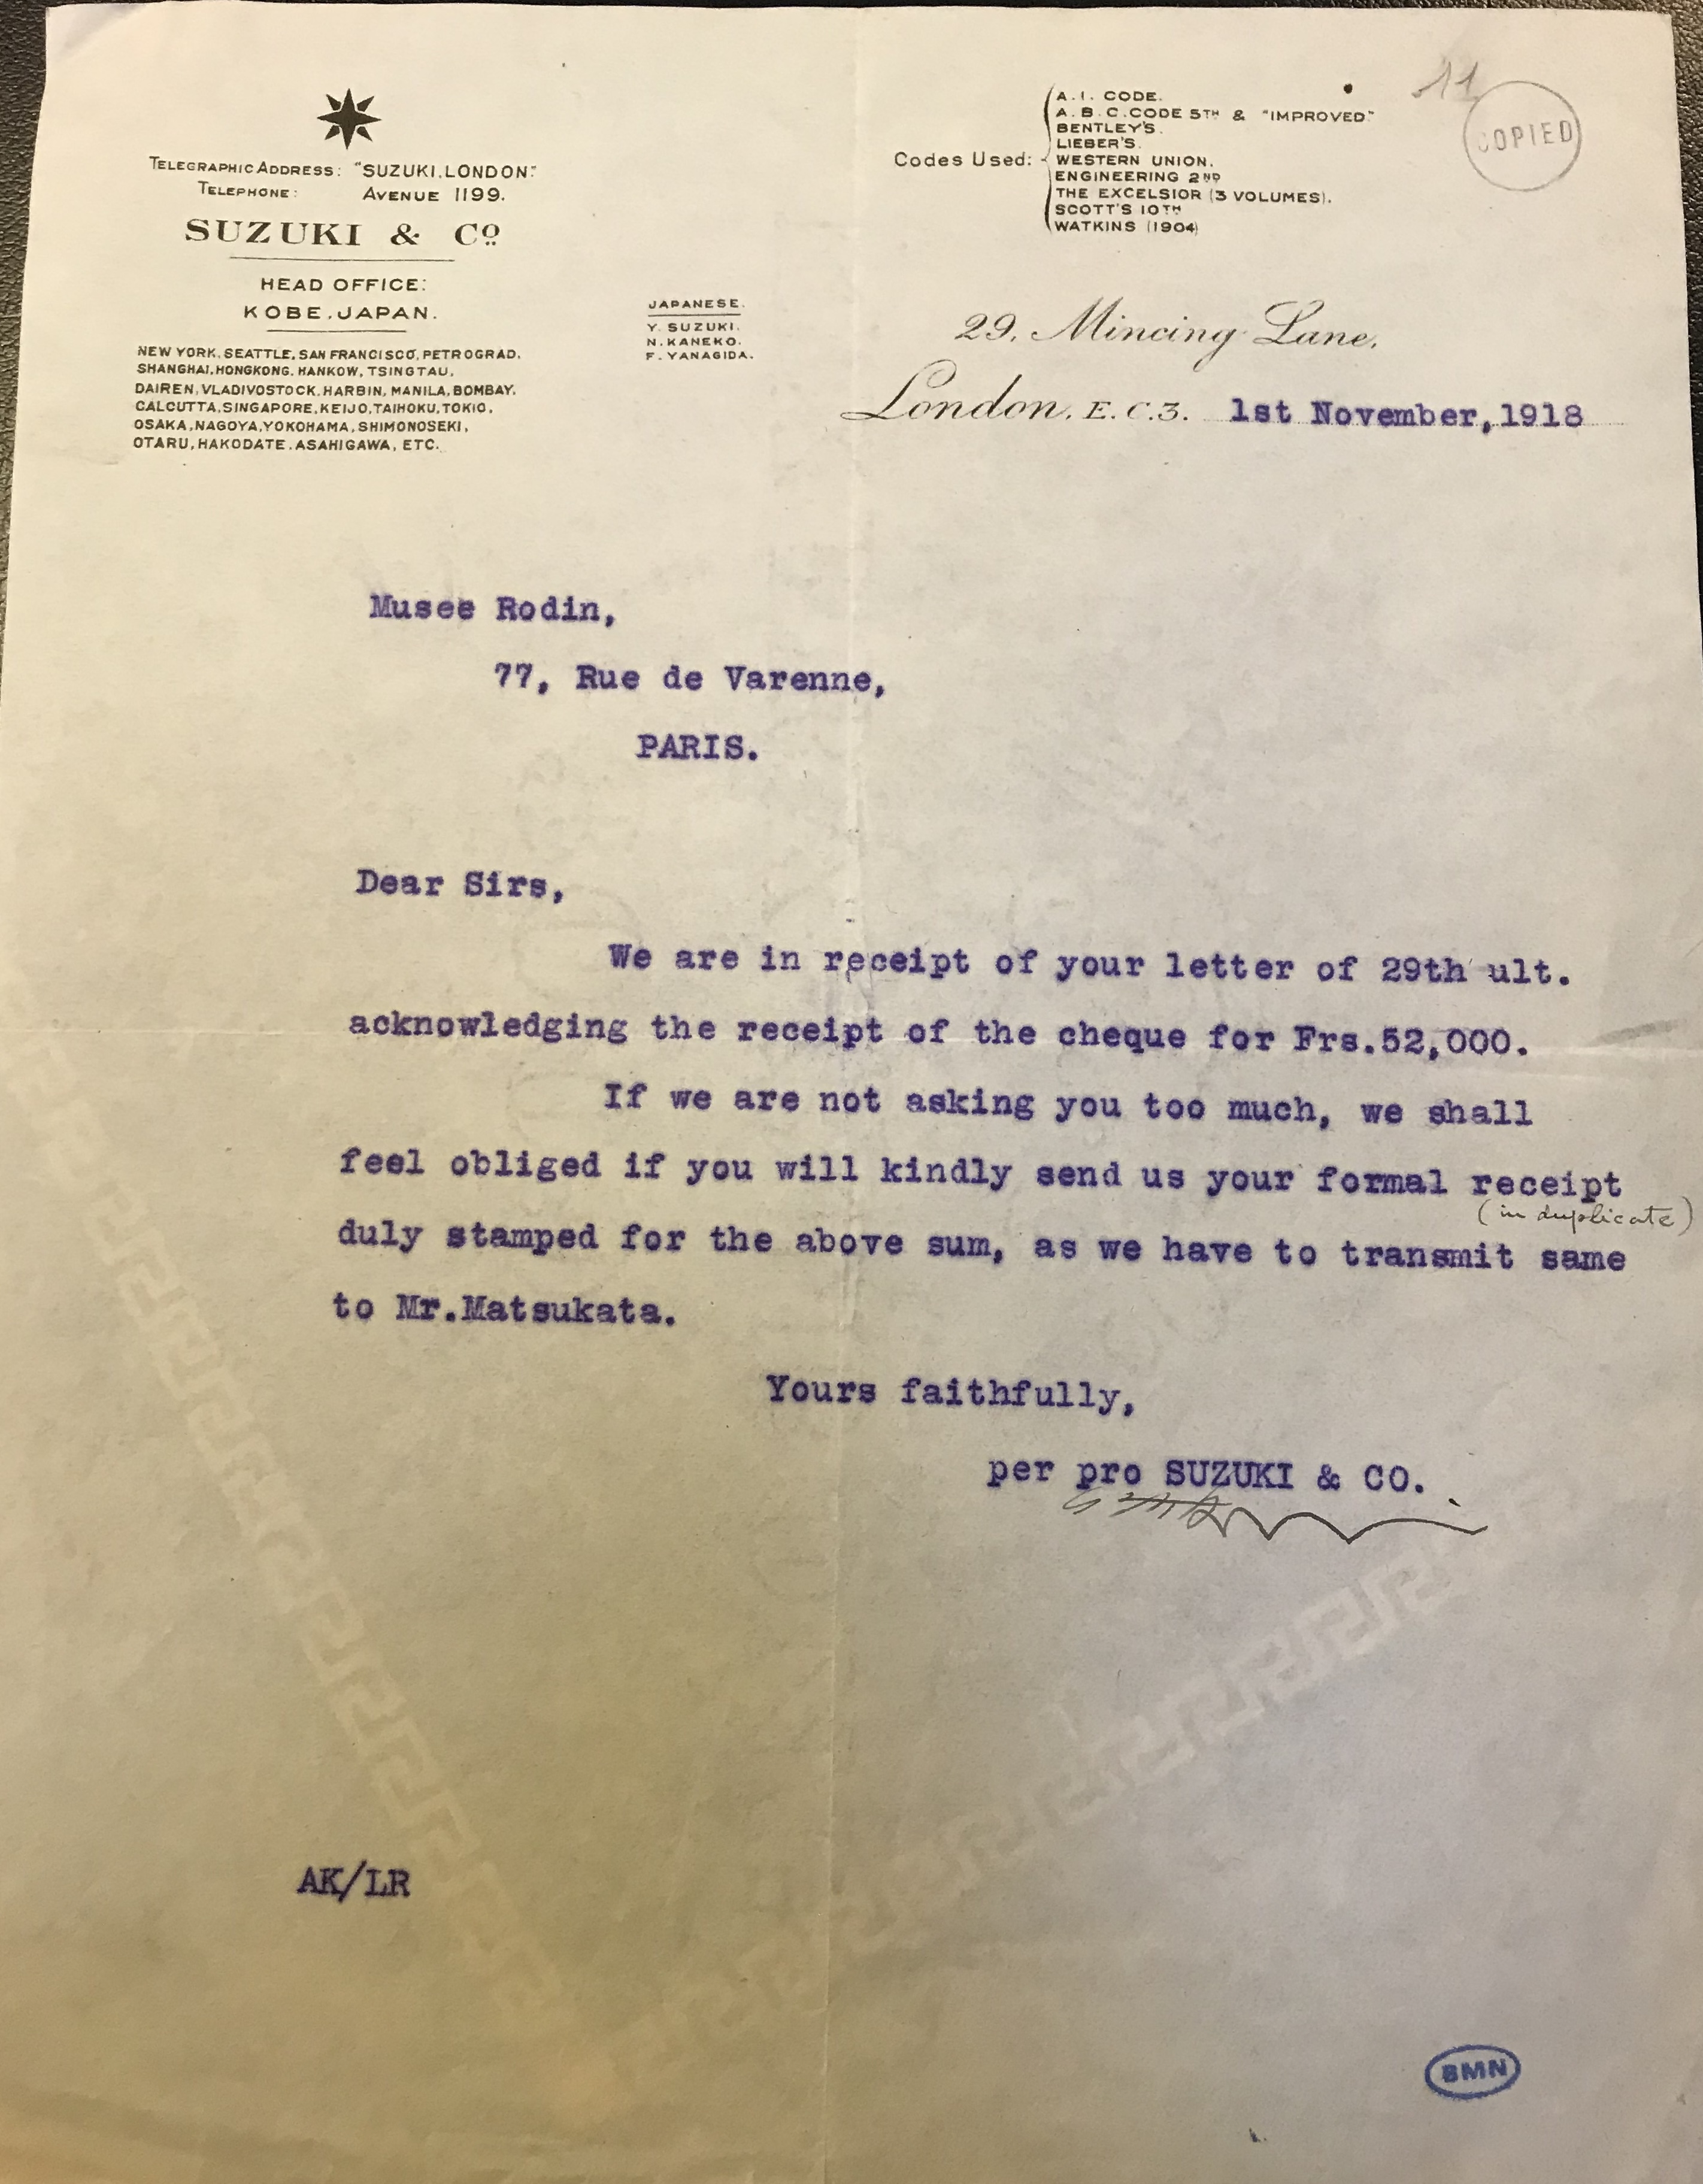 TELEGRAPHIC ADDRESS: "SUZUKI, LONDON."
TELEPHONE: AVENUE 1199.
SUZUKI & Co.
HEAD OFFICE:
KOBE, JAPAN.
NEW YORK, SEATTLE, SAN FRANCISCO, PETROGRAD,
SHANGHAI, HONGKONG, HANKOW, TSINGTAU,
DAIREN, VLADIVOSTOCK, HARBIN, MANILA, BOMBAY,
CALCUTTA, SINGAPORE, KEIJO, TAIHOKU, TOKIO,
OSAKA, NAGOYA, YOKOHAMA, SHIMONOSEKI,
OTARU, HAKODATE, ASAHIGAWA, ETC.
JAPANESE.
Y. SUZUKI.
N. KANEKO.
F. YANAGIDA.
Codes Used:
A.I. CODE.
A.B.C. CODE 5TH & "IMPROVED"
BENTLEY'S.
LIEBER'S.
WESTERN UNION.
ENGINEERING 2ND
THE EXCELSIOR (3 VOLUMES).
SCOTT'S 10TH
WATKINS (1904)
11
COPIED
29, Mincing Lane,
London, E.C.3. 1st November, 1918
Musee Rodin,
77, Rue de Varenne,
PARIS.
Dear Sirs,
We are in receipt of your letter of 29th ult.
acknowledging the receipt of the cheque for Frs.52,000.
If we are not asking you too much, we shall
feel obliged if you will kindly send us your formal receipt
(in duplicate)
duly stamped for the above sum, as we have to transmit same
to Mr.Matsukata.
Yours faithfully,
per pro SUZUKI & CO.
AK/LR
BMN